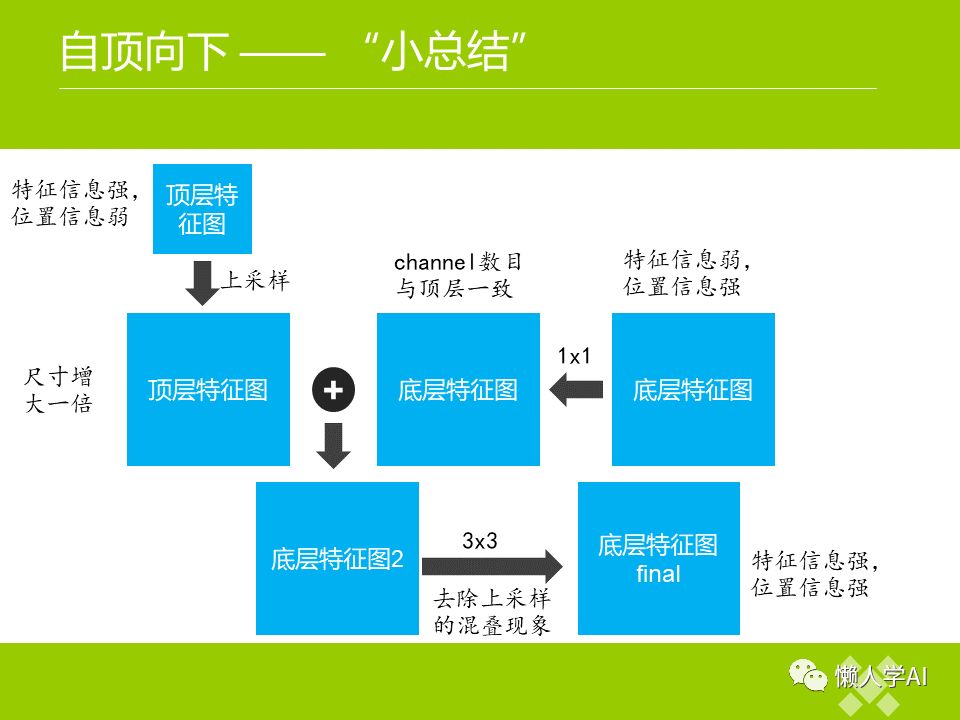 自顶向下 —— “小总结”
特征信息强，
位置信息弱
顶层特
征图
上采样
channel数目
与顶层一致
特征信息弱，
位置信息强
尺寸增
大一倍
顶层特征图
+
底层特征图
1x1
底层特征图
底层特征图2
3x3
去除上采样
的混叠现象
底层特征图
final
特征信息强，
位置信息强
懒人学AI